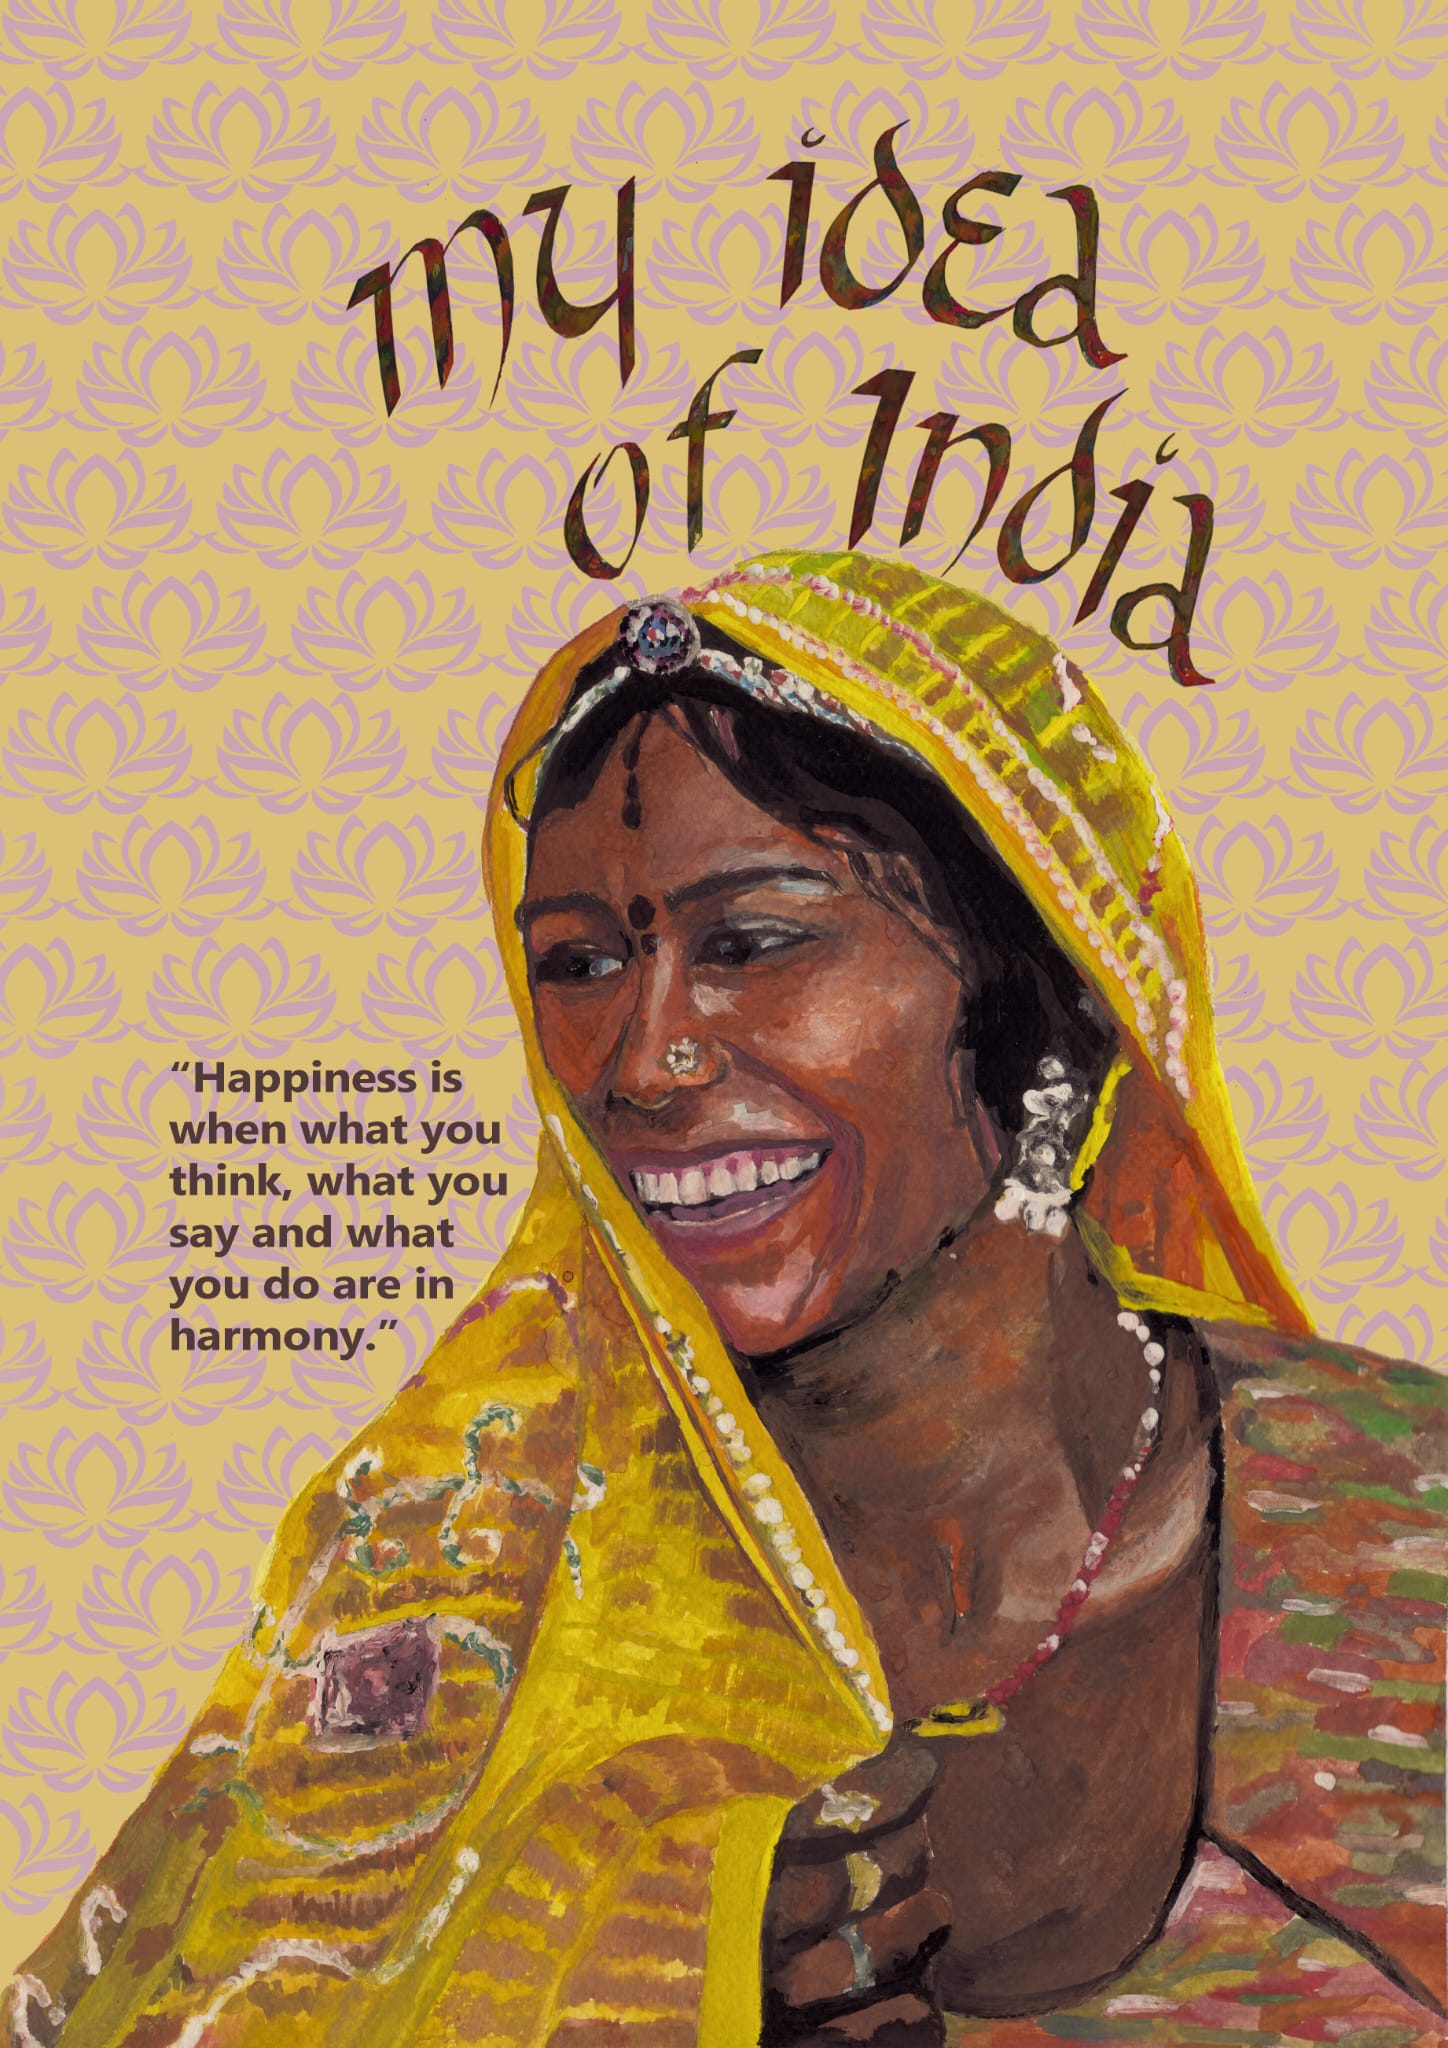 my idea
of India
“Happiness is
when what you
think, what you
say and what
you do are in
harmony.”